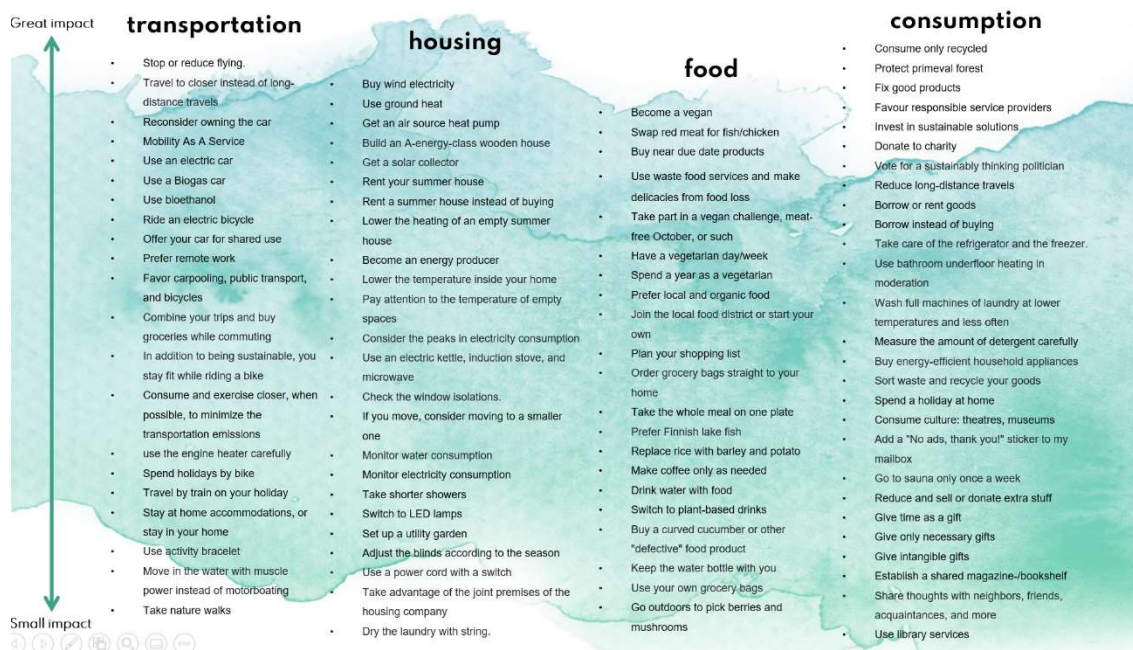 Great impact
transportation
Stop or reduce flying.
Travel to closer instead of long-
distance travels
Reconsider owning the car
Mobility As A Service
Use an electric car
Use a Biogas car
Use bioethanol
Ride an electric bicycle
Offer your car for shared use
Prefer remote work
Favor carpooling, public transport,
and bicycles
Combine your trips and buy
groceries while commuting
In addition to being sustainable, you
stay fit while riding a bike
Consume and exercise closer, when
possible, to minimize the
transportation emissions
use the engine heater carefully
Spend holidays by bike
Travel by train on your holiday
Stay at home accommodations, or
stay in your home
Use activity bracelet
Move in the water with muscle
power instead of motorboating
Take nature walks
Small impact
housing
Buy wind electricity
Use ground heat
Get an air source heat pump
Build an A-energy-class wooden house
Get a solar collector
Rent your summer house
Rent a summer house instead of buying
Lower the heating of an empty summer
house
Become an energy producer
Lower the temperature inside your home
Pay attention to the temperature of empty
spaces
Consider the peaks in electricity consumption
Use an electric kettle, induction stove, and
microwave
Check the window isolations.
If you move, consider moving to a smaller
one
Monitor water consumption
Monitor electricity consumption
Take shorter showers
Switch to LED lamps
Set up a utility garden
Adjust the blinds according to the season
Use a power cord with a switch
Take advantage of the joint premises of the
housing company
Dry the laundry with string.
food
Become a vegan
Swap red meat for fish/chicken
Buy near due date products
Use waste food services and make
delicacies from food loss
Take part in a vegan challenge, meat-
free October, or such
Have a vegetarian day/week
Spend a year as a vegetarian
Prefer local and organic food
Join the local food district or start your
own
Plan your shopping list
Order grocery bags straight to your
home
Take the whole meal on one plate
Prefer Finnish lake fish
Replace rice with barley and potato
Make coffee only as needed
Drink water with food
Switch to plant-based drinks
Buy a curved cucumber or other
"defective" food product
Keep the water bottle with you
Use your own grocery bags
Go outdoors to pick berries and
mushrooms
consumption
Consume only recycled
Protect primeval forest
Fix good products
Favour responsible service providers
Invest in sustainable solutions
Donate to charity
Vote for a sustainably thinking politician
Reduce long-distance travels
Borrow or rent goods
Borrow instead of buying
Take care of the refrigerator and the freezer.
Use bathroom underfloor heating in
moderation
Wash full machines of laundry at lower
temperatures and less often
Measure the amount of detergent carefully
Buy energy-efficient household appliances
Sort waste and recycle your goods
Spend a holiday at home
Consume culture: theatres, museums
Add a "No ads, thank you!" sticker to my
mailbox
Go to sauna only once a week
Reduce and sell or donate extra stuff
Give time as a gift
Give only necessary gifts
Give intangible gifts
Establish a shared magazine-/bookshelf
Share thoughts with neighbors, friends,
acquaintances, and more
Use library services